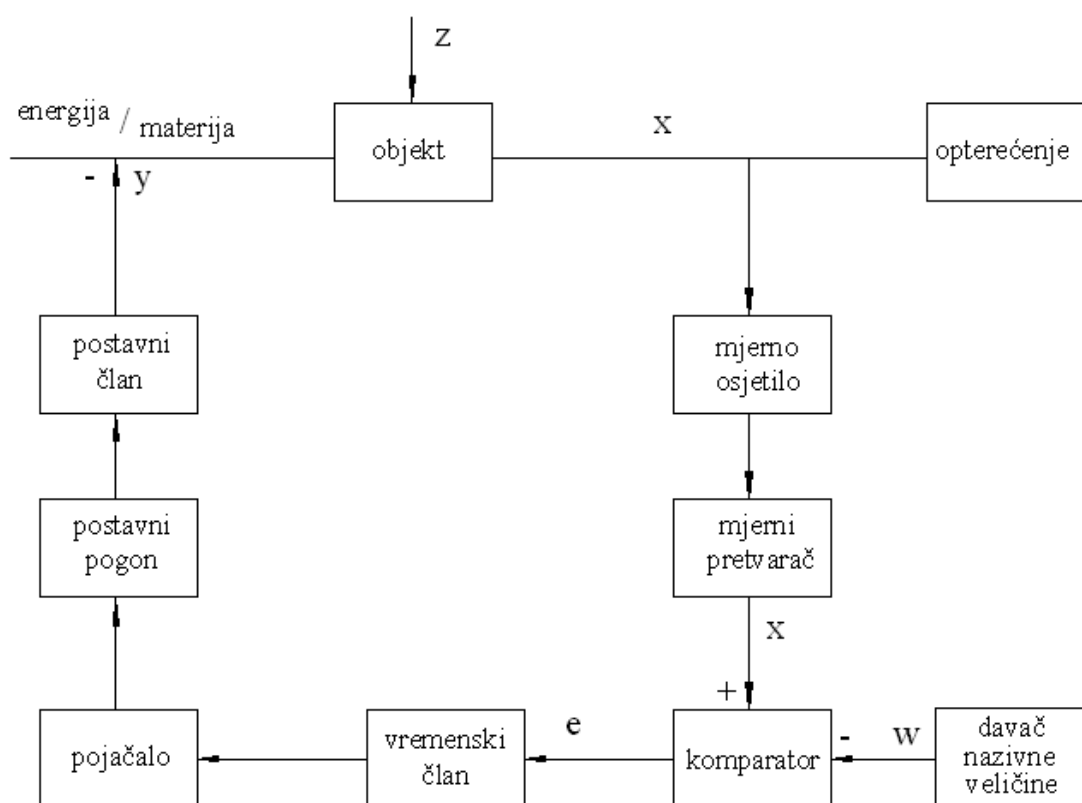 z
energija / materija
objekt
x
opterećenje
- y
postavni
član
mjerno
osjetilo
postavni
pogon
mjerni
pretvarač
x
+
pojačalo
vremenski
član
e
komparator
- w
davač
nazivne
veličine